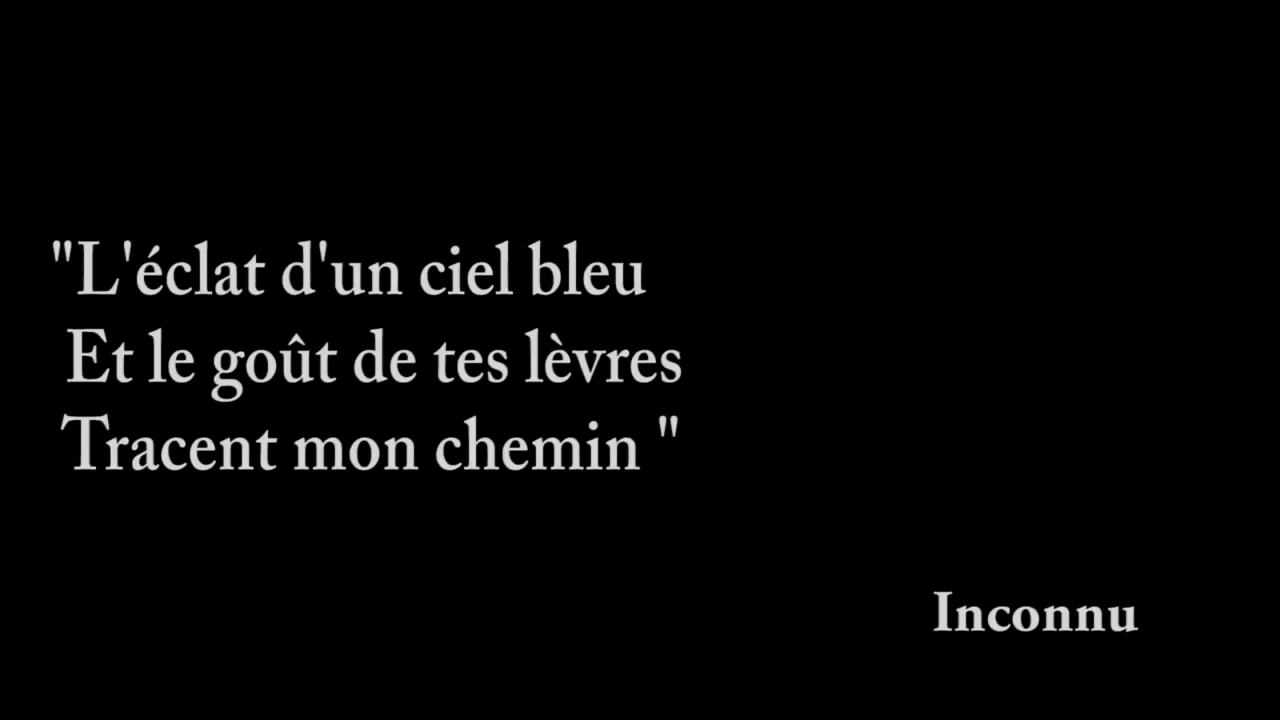 "L'éclat d'un ciel bleu
Et le goût de tes lèvres
Tracent mon chemin "
Inconnu